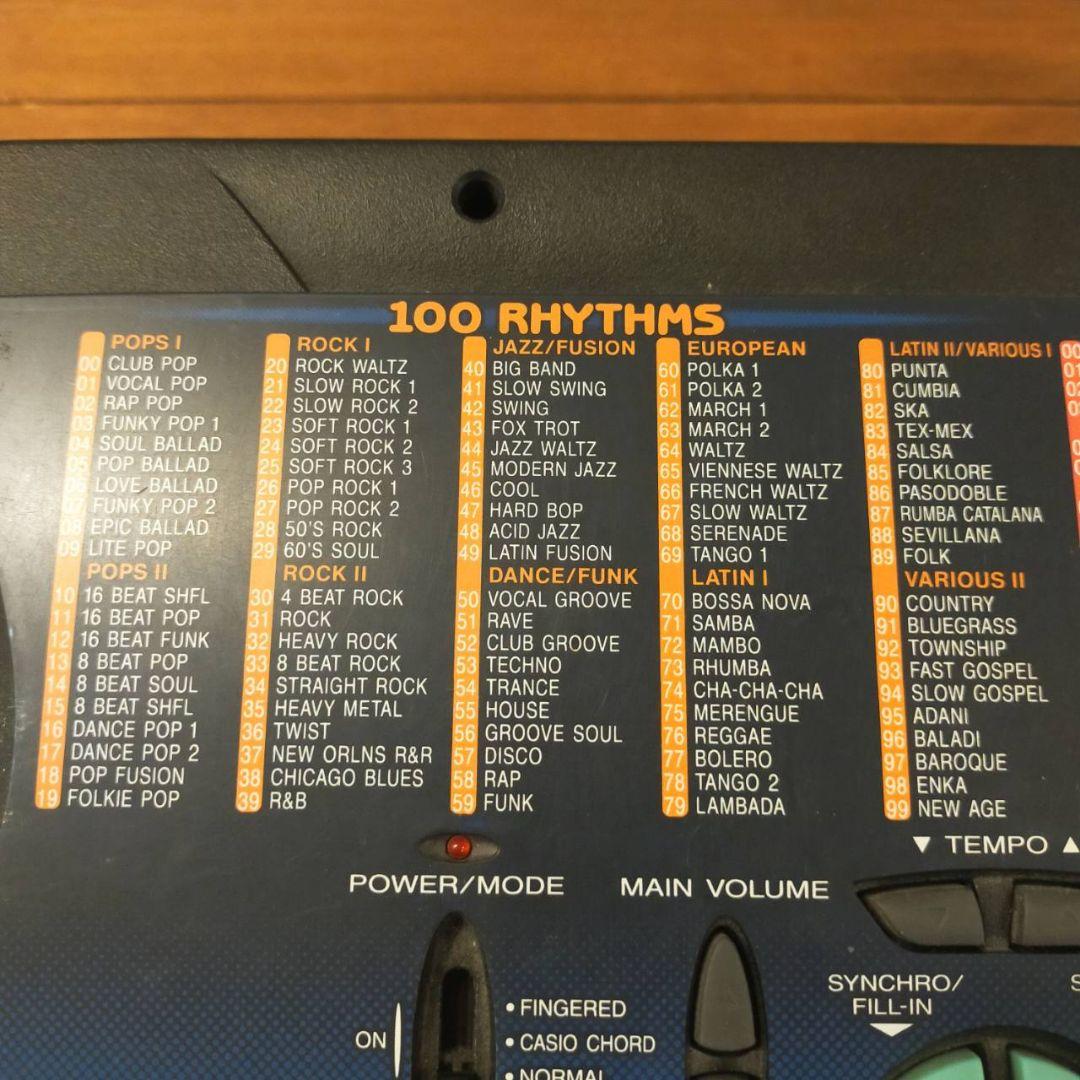 100 RHYTHMS
POPS I
00 CLUB POP
01 VOCAL POP
02 RAP POP
03 FUNKY POP 1
04 SOUL BALLAD
05 POP BALLAD
06 LOVE BALLAD
07 FUNKY POP 2
08 EPIC BALLAD
09 LITE POP
POPS II
10 16 BEAT SHFL
11 16 BEAT POP
12 16 BEAT FUNK
13 8 BEAT POP
14 8 BEAT SOUL
15 8 BEAT SHFL
16 DANCE POP 1
17 DANCE POP 2
18 POP FUSION
19 FOLKIE POP
ROCK I
20 ROCK WALTZ
21 SLOW ROCK 1
22 SLOW ROCK 2
23 SOFT ROCK 1
24 SOFT ROCK 2
25 SOFT ROCK 3
26 POP ROCK 1
27 POP ROCK 2
28 50'S ROCK
29 60'S SOUL
ROCK II
30 4 BEAT ROCK
31 ROCK
32 HEAVY ROCK
33 8 BEAT ROCK
34 STRAIGHT ROCK
35 HEAVY METAL
36 TWIST
37 NEW ORLNS R&R
38 CHICAGO BLUES
39 R&B
JAZZ/FUSION
40 BIG BAND
41 SLOW SWING
42 SWING
43 FOX TROT
44 JAZZ WALTZ
45 MODERN JAZZ
46 COOL
47 HARD BOP
48 ACID JAZZ
49 LATIN FUSION
DANCE/FUNK
50 VOCAL GROOVE
51 RAVE
52 CLUB GROOVE
53 TECHNO
54 TRANCE
55 HOUSE
56 GROOVE SOUL
57 DISCO
58 RAP
59 FUNK
EUROPEAN
60 POLKA 1
61 POLKA 2
62 MARCH 1
63 MARCH 2
64 WALTZ
65 VIENNESE WALTZ
66 FRENCH WALTZ
67 SLOW WALTZ
68 SERENADE
69 TANGO 1
LATIN I
70 BOSSA NOVA
71 SAMBA
72 MAMBO
73 RHUMBA
74 CHA-CHA-CHA
75 MERENGUE
76 REGGAE
77 BOLERO
78 TANGO 2
79 LAMBADA
LATIN II/VARIOUS I
80 PUNTA
81 CUMBIA
82 SKA
83 TEX-MEX
84 SALSA
85 FOLKLORE
86 PASODOBLE
87 RUMBA CATALANA
88 SEVILLANA
89 FOLK
VARIOUS II
90 COUNTRY
91 BLUEGRASS
92 TOWNSHIP
93 FAST GOSPEL
94 SLOW GOSPEL
95 ADANI
96 BALADI
97 BAROQUE
98 ENKA
99 NEW AGE
▼ TEMPO ▲
POWER/MODE
MAIN VOLUME
SYNCHRO/
FILL-IN
ON
• FINGERED
• CASIO CHORD
• NORMAL